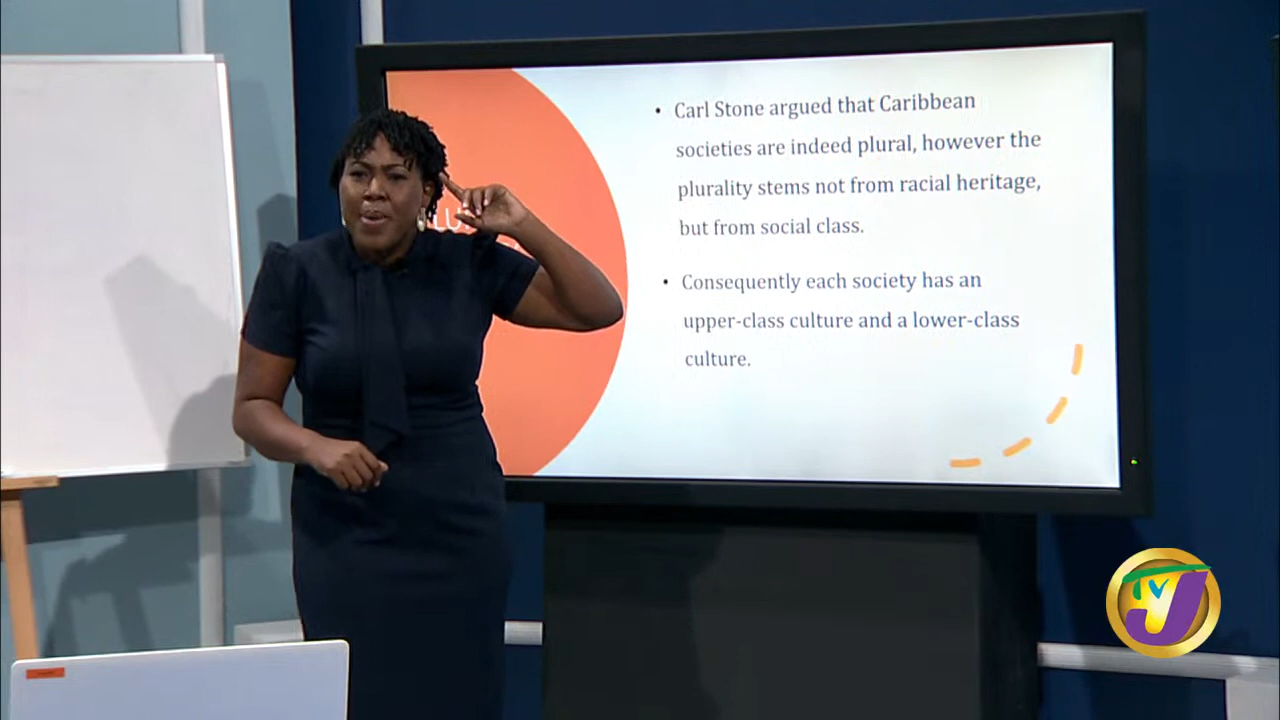 • Carl Stone argued that Caribbean
societies are indeed plural, however the
plurality stems not from racial heritage,
but from social class.
• Consequently each society has an
upper-class culture and a lower-class
culture.
TVJ